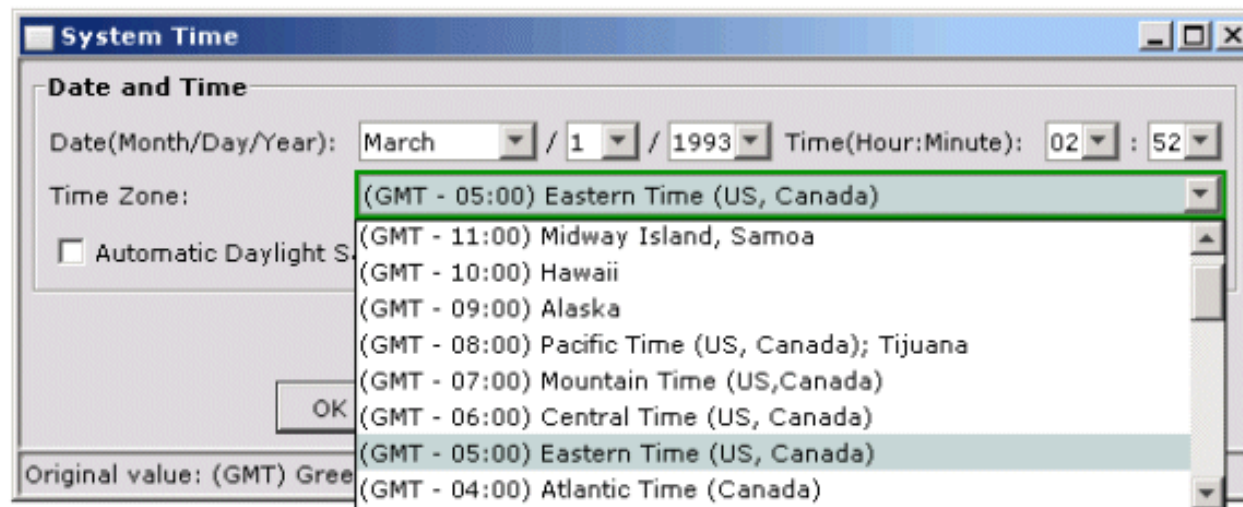 System Time
Date and Time
Date(Month/Day/Year): March / 1 / 1993 Time(Hour:Minute): 02 : 52
Time Zone: (GMT - 05:00) Eastern Time (US, Canada)
Automatic Daylight
(GMT - 11:00) Midway Island, Samoa
(GMT - 10:00) Hawaii
(GMT - 09:00) Alaska
(GMT - 08:00) Pacific Time (US, Canada); Tijuana
(GMT - 07:00) Mountain Time (US,Canada)
(GMT - 06:00) Central Time (US, Canada)
OK
(GMT - 05:00) Eastern Time (US, Canada)
Original value: (GMT) Gree
(GMT - 04:00) Atlantic Time (Canada)